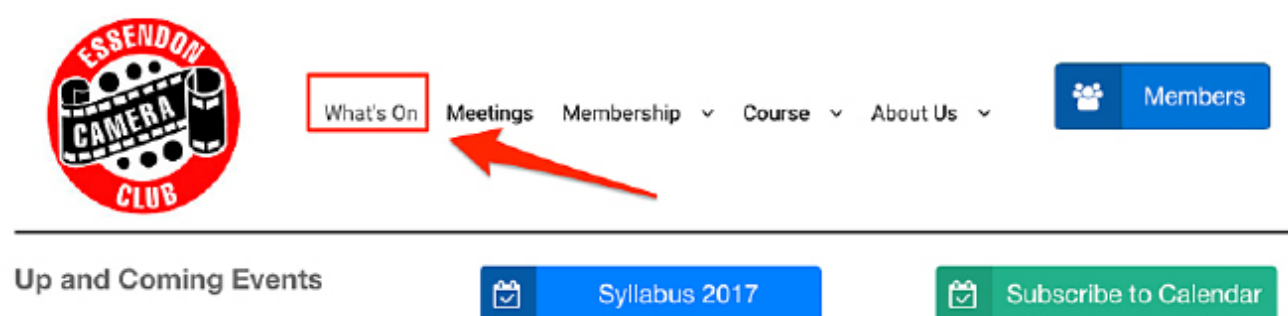 ESSENDON
CAMERA
CLUB
What's On Meetings Membership Course About Us Members
Up and Coming Events Syllabus 2017 Subscribe to Calendar